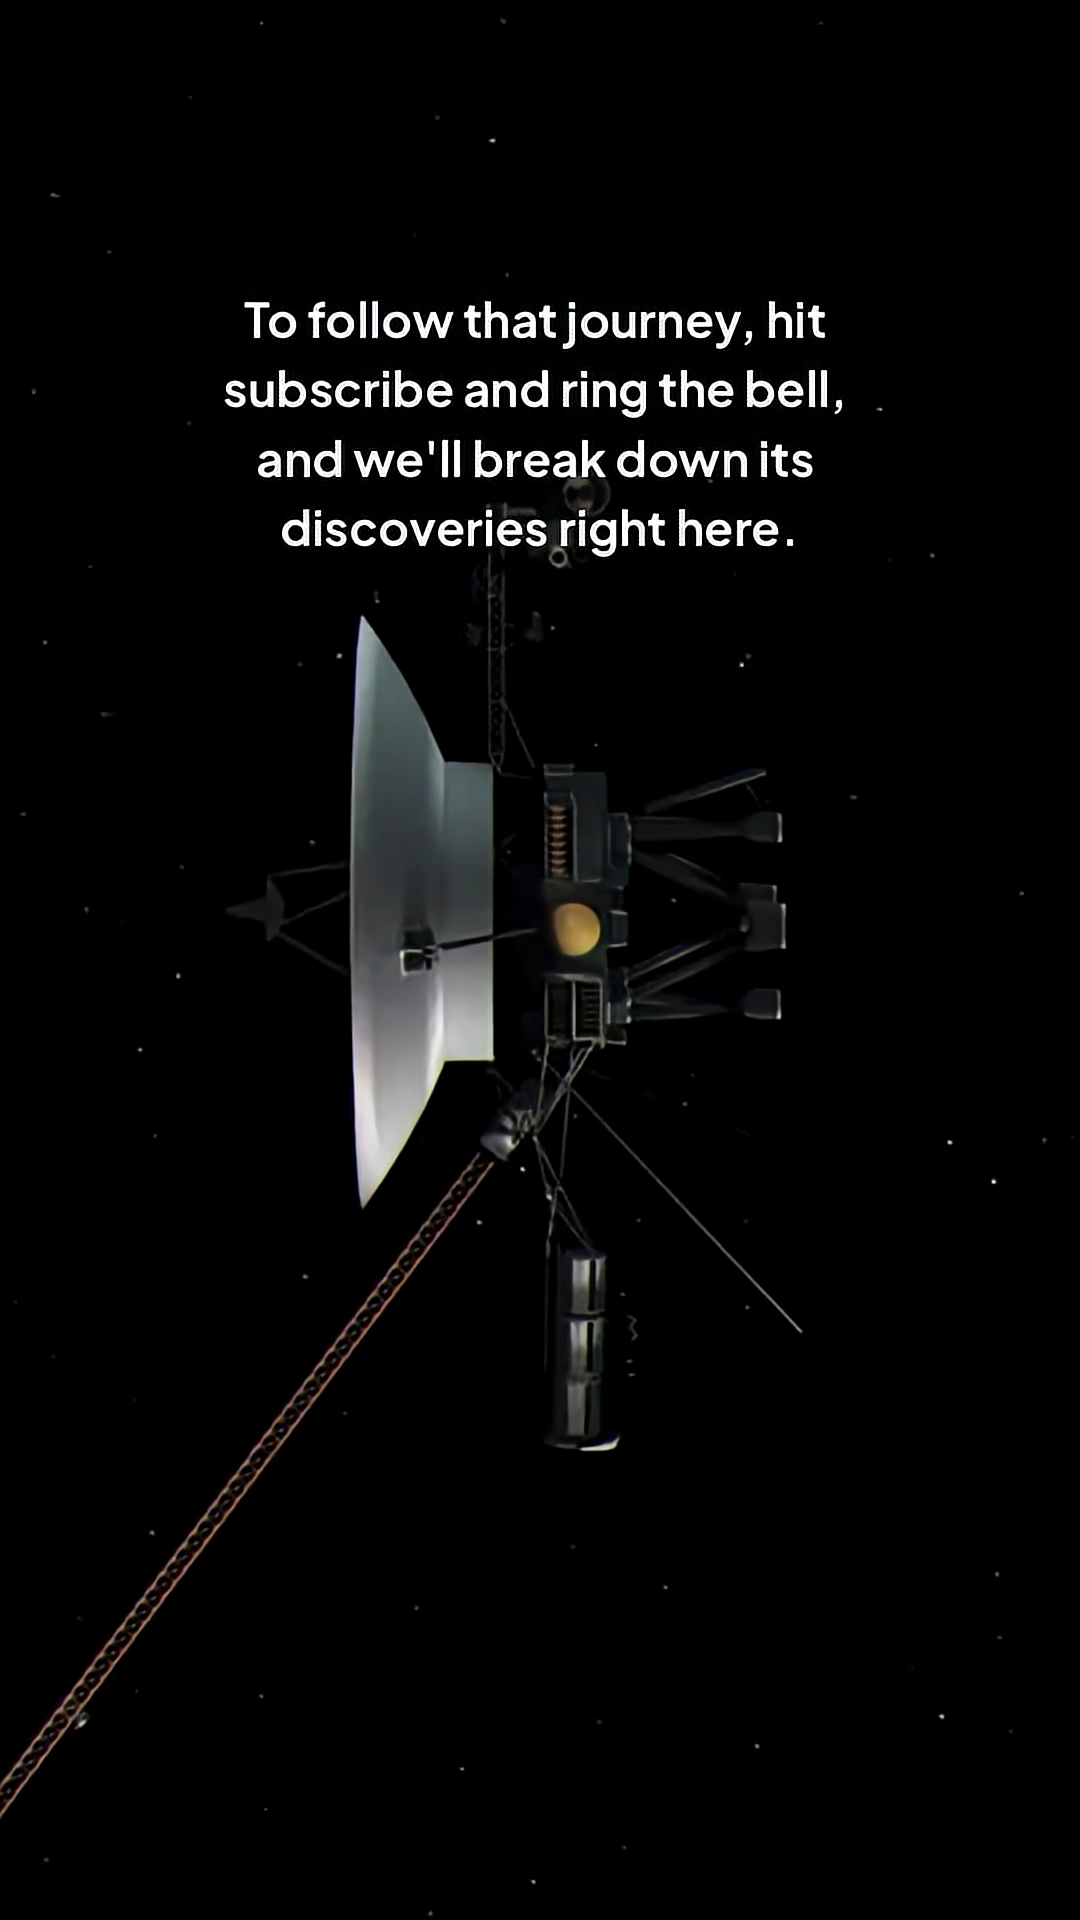 To follow that journey, hit
subscribe and ring the bell,
and we'll break down its
discoveries right here.